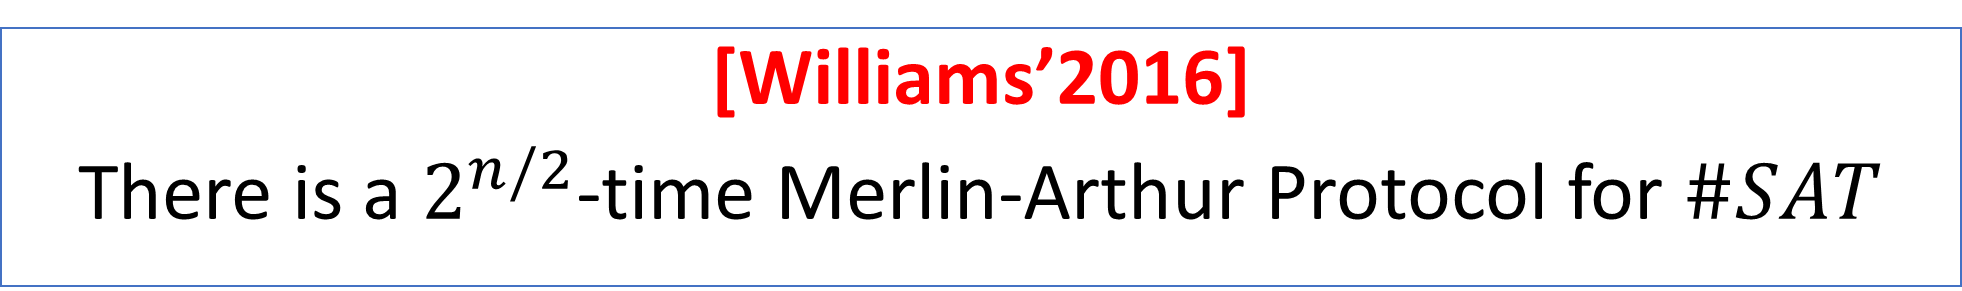 [Williams’2016]
There is a $2^{n/2}$-time Merlin-Arthur Protocol for $\#SAT$